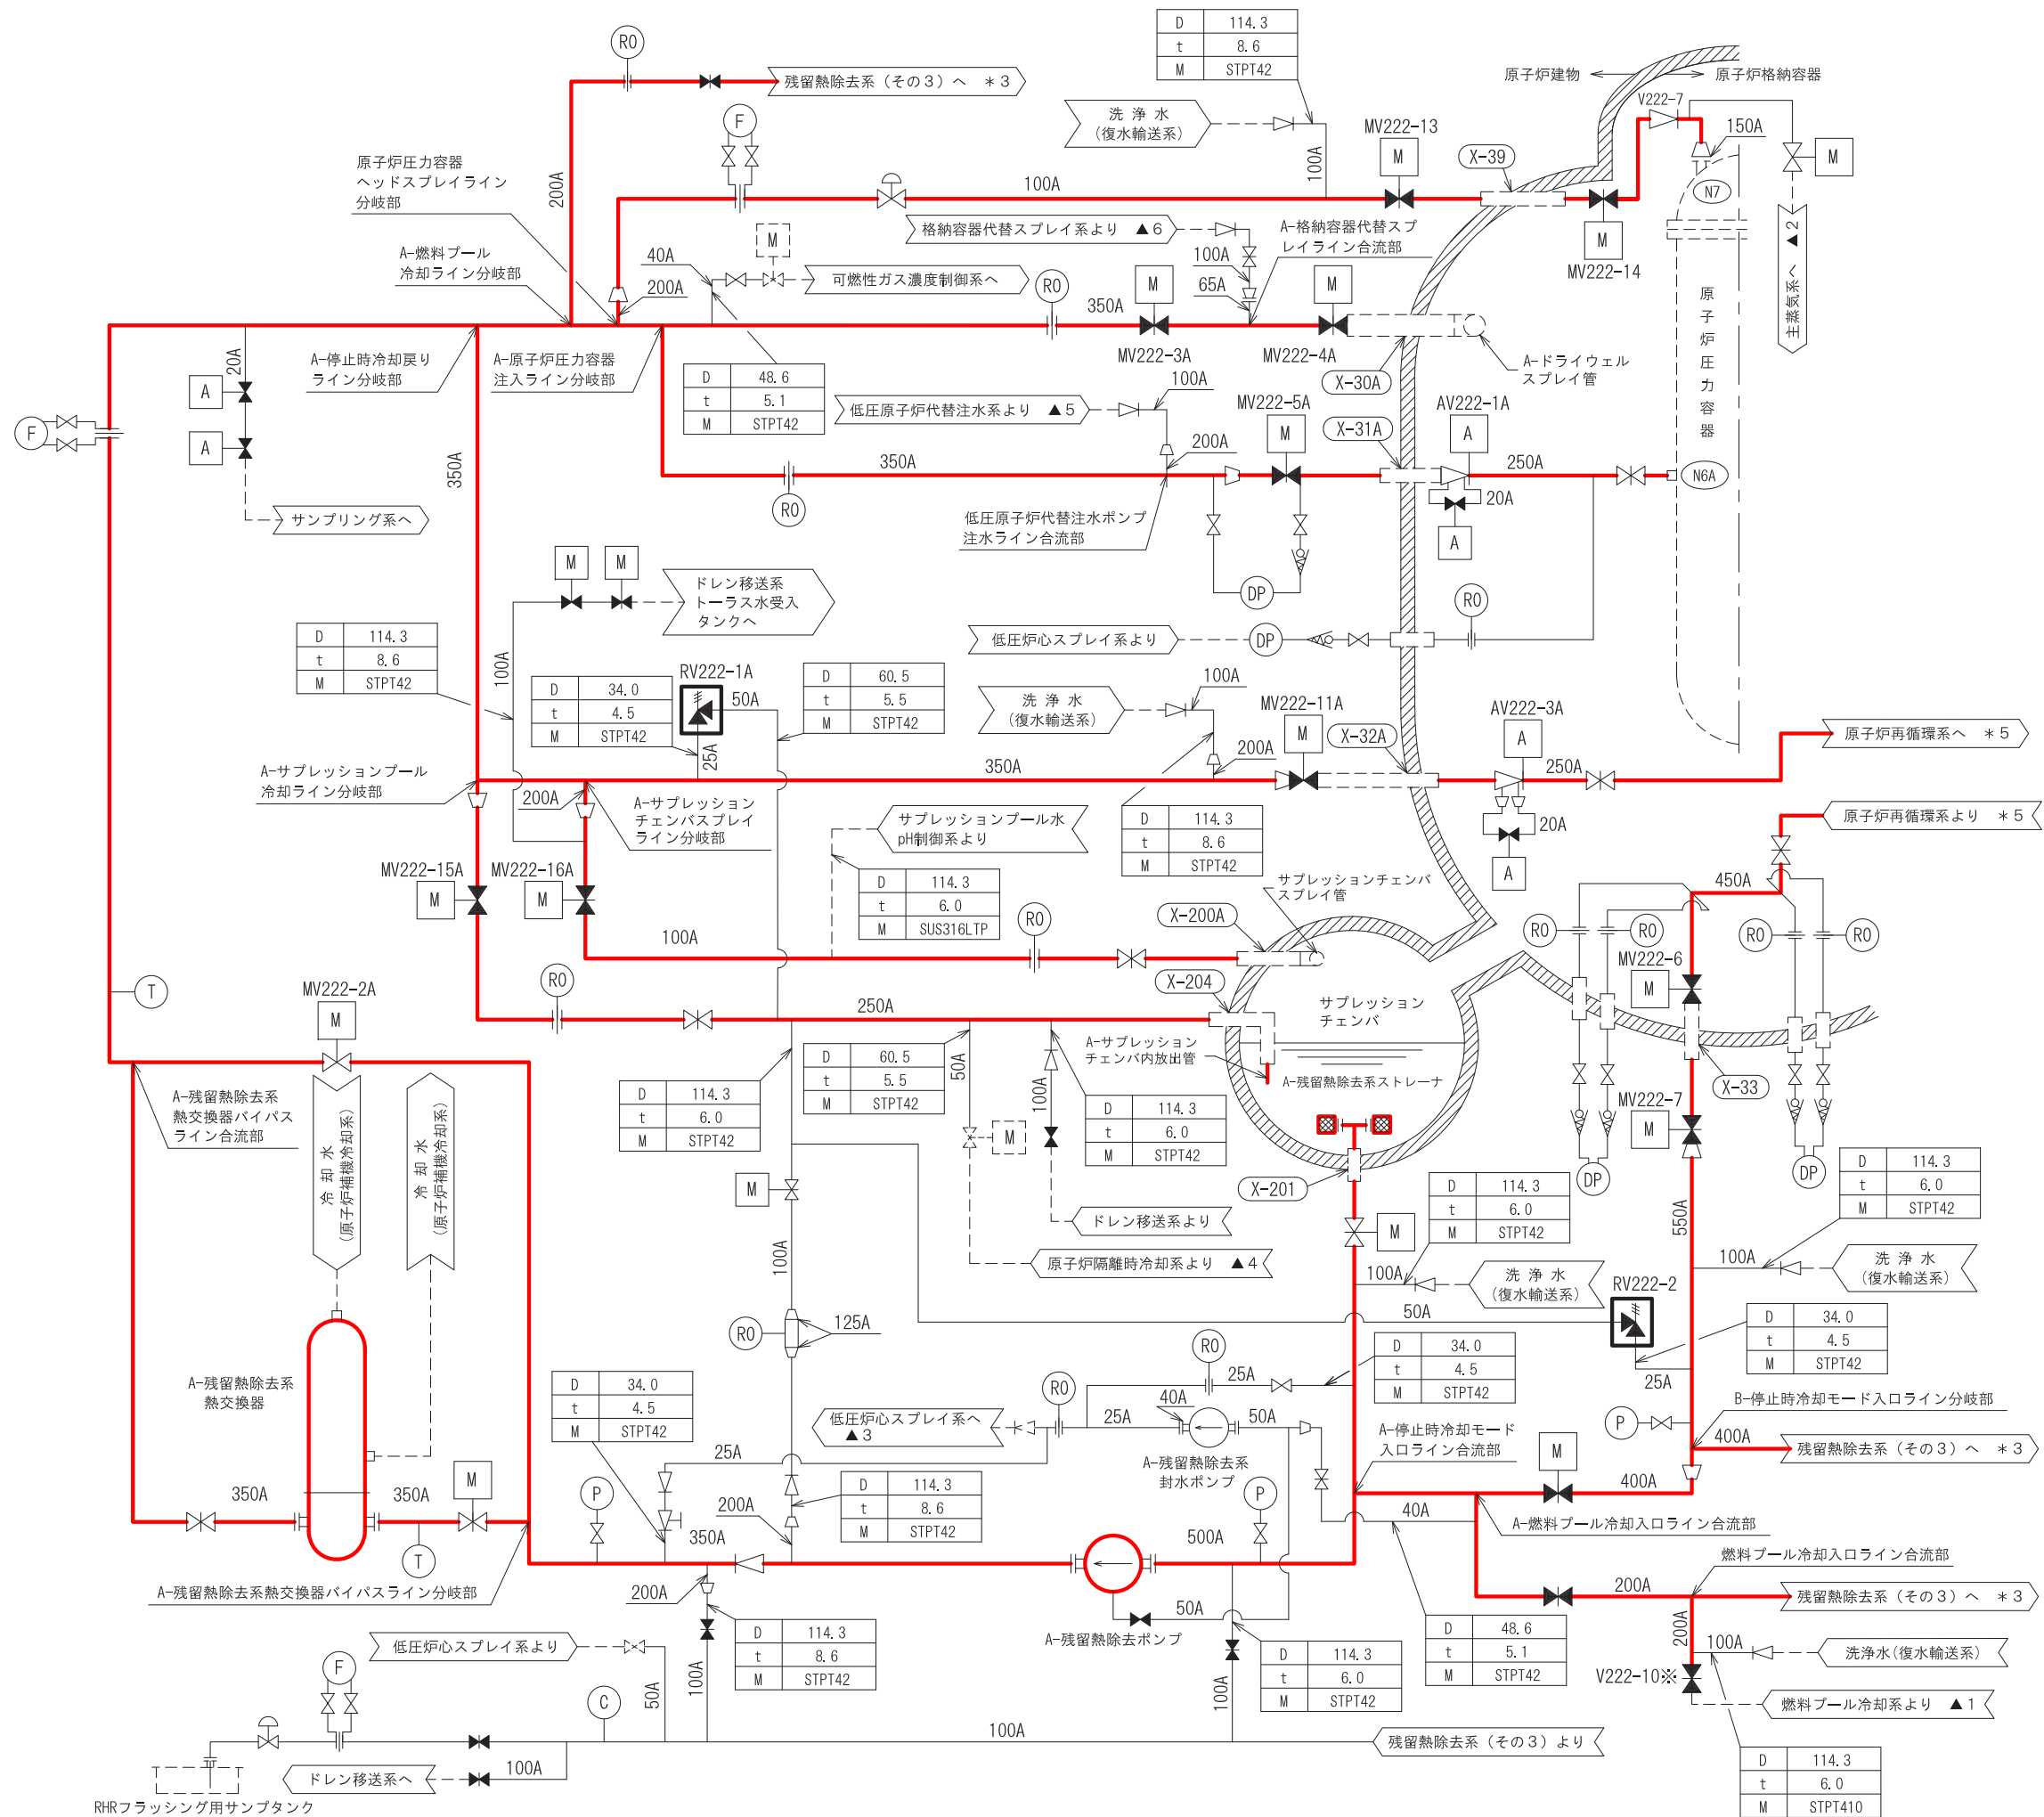 D 114.3
t 8.6
M STPT42
RO
残留熱除去系（その３）へ ＊３
原子炉建物
原子炉格納容器
V222-7
150A
M
F
洗 浄 水
(復水輸送系)
100A
MV222-13
M
X-39
N7
原子炉圧力容器
ヘッドスプレイライン
分岐部
200A
100A
M
MV222-14
主蒸気系へ ▲２
格納容器代替スプレイ系より ▲６
A-格納容器代替スプ
レイライン合流部
A-燃料プール
冷却ライン分岐部
40A
M
200A
可燃性ガス濃度制御系へ
100A
65A
RO
M
M
350A
原子炉圧力容器
A-停止時冷却戻り
ライン分岐部
A-原子炉圧力容器
注入ライン分岐部
MV222-3A
MV222-4A
A-ドライウェル
スプレイ管
X-30A
D 48.6
t 5.1
M STPT42
20A
A
A
F
サンプリング系へ
低圧原子炉代替注水系より ▲５
100A
MV222-5A
M
X-31A
AV222-1A
A
200A
350A
350A
RO
250A
N6A
20A
A
低圧原子炉代替注水ポンプ
注水ライン合流部
DP
M
M
ドレン移送系
トーラス水受入
タンクへ
RO
低圧炉心スプレイ系より
DP
D 114.3
t 8.6
M STPT42
100A
D 34.0
t 4.5
M STPT42
RV222-1A
50A
25A
D 60.5
t 5.5
M STPT42
洗 浄 水
(復水輸送系)
100A
MV222-11A
M
X-32A
AV222-3A
A
原子炉再循環系へ ＊５
A-サプレッションプール
冷却ライン分岐部
350A
200A
250A
200A
A-サプレッション
チェンバスプレイ
ライン分岐部
サプレッションプール水
pH制御系より
D 114.3
t 8.6
M STPT42
20A
A
原子炉再循環系より ＊５
MV222-15A
M
MV222-16A
M
D 114.3
t 6.0
M SUS316LTP
サプレッションチェンバ
スプレイ管
450A
X-200A
RO
100A
RO
RO
RO
RO
MV222-6
M
X-204
T
MV222-2A
M
RO
250A
サプレッション
チェンバ
A-サプレッション
チェンバ内放出管
A-残留熱除去系ストレーナ
X-33
A-残留熱除去系
熱交換器バイパス
ライン合流部
冷 却 水
(原子炉補機冷却系)
冷 却 水
(原子炉補機冷却系)
D 114.3
t 6.0
M STPT42
D 60.5
t 5.5
M STPT42
50A
100A
D 114.3
t 6.0
M STPT42
M
MV222-7
M
DP
DP
X-201
M
ドレン移送系より
原子炉隔離時冷却系より ▲４
M
100A
D 114.3
t 6.0
M STPT42
100A
洗 浄 水
(復水輸送系)
550A
D 114.3
t 6.0
M STPT42
100A
洗 浄 水
(復水輸送系)
RV222-2
50A
25A
D 34.0
t 4.5
M STPT42
RO
125A
A-残留熱除去系
熱交換器
D 34.0
t 4.5
M STPT42
RO
25A
D 34.0
t 4.5
M STPT42
RO
低圧炉心スプレイ系へ
▲３
25A
40A
50A
A-残留熱除去系
封水ポンプ
A-停止時冷却モード
入口ライン合流部
B-停止時冷却モード入口ライン分岐部
P
400A
残留熱除去系（その３）へ ＊３
M
400A
25A
P
200A
D 114.3
t 8.6
M STPT42
P
40A
A-燃料プール冷却入口ライン合流部
350A
350A
M
T
350A
500A
A-残留熱除去系熱交換器バイパスライン分岐部
燃料プール冷却入口ライン合流部
200A
残留熱除去系（その３）へ ＊３
200A
50A
A-残留熱除去ポンプ
200A
100A
洗浄水(復水輸送系)
D 114.3
t 8.6
M STPT42
D 114.3
t 6.0
M STPT42
D 48.6
t 5.1
M STPT42
V222-10※
燃料プール冷却系より ▲１
低圧炉心スプレイ系より
F
50A
C
100A
100A
100A
残留熱除去系（その３）より
ドレン移送系へ
100A
RHRフラッシング用サンプタンク
D 114.3
t 6.0
M STPT410